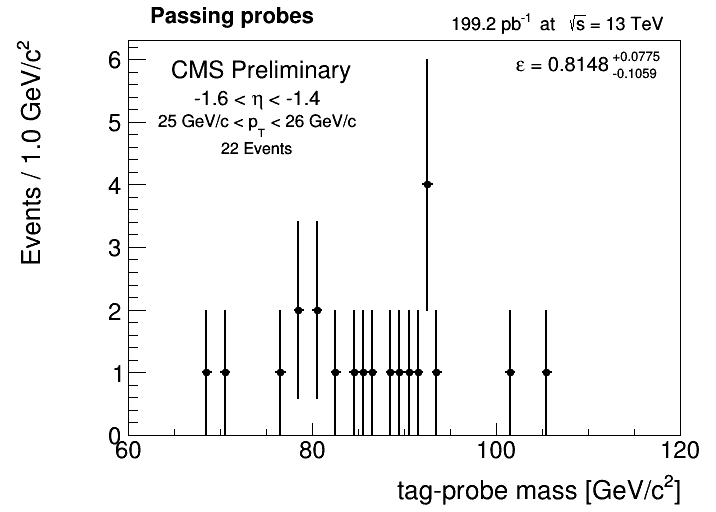 Passing probes
199.2 pb⁻¹ at √s = 13 TeV
CMS Preliminary
-1.6 < η < -1.4
25 GeV/c < p_T < 26 GeV/c
22 Events
ε = 0.8148 +0.0775 -0.1059
Events / 1.0 GeV/c²
6
5
4
3
2
1
0
60 80 100 120
tag-probe mass [GeV/c²]